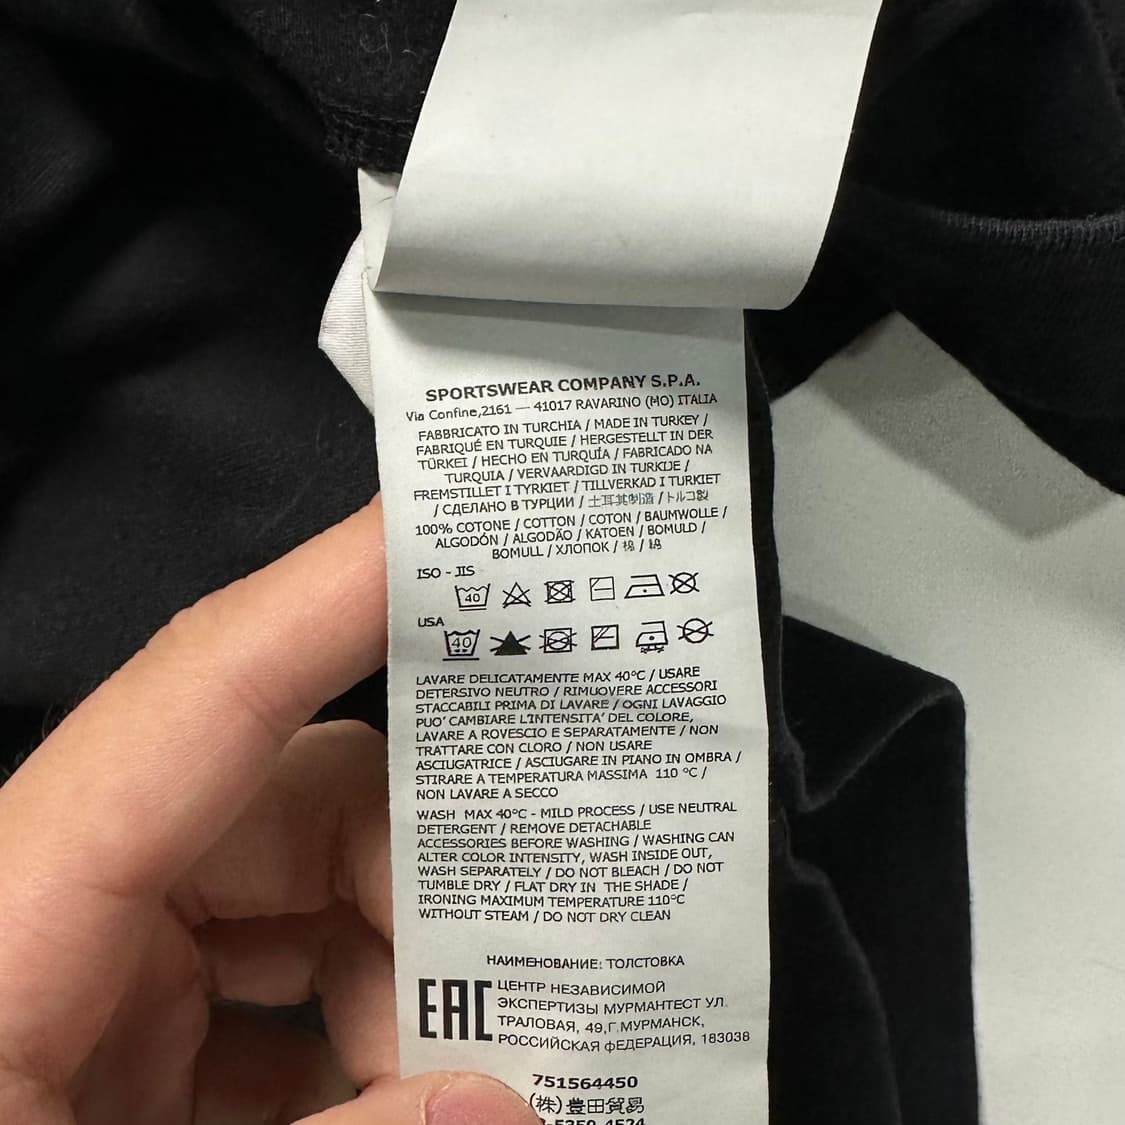 SPORTSWEAR COMPANY S.P.A.
Via Confine,2161 — 41017 RAVARINO (MO) ITALIA
FABBRICATO IN TURCHIA / MADE IN TURKEY /
FABRIQUÉ EN TURQUIE / HERGESTELLT IN DER
TÜRKEI / HECHO EN TURQUÍA / FABRICADO NA
TURQUIA / VERVAARDIGD IN TURKIJE /
FREMSTILLET I TYRKIET / TILLVERKAD I TURKIET
/ СДЕЛАНО В ТУРЦИИ / 土耳其制造 / トルコ製
100% COTONE / COTTON / COTON / BAUMWOLLE /
ALGODÓN / ALGODÃO / KATOEN / BOMULD /
BOMULL / ХЛОПОК / 棉 / 綿
ISO - JIS
40
USA
40
LAVARE DELICATAMENTE MAX 40°C / USARE
DETERSIVO NEUTRO / RIMUOVERE ACCESSORI
STACCABILI PRIMA DI LAVARE / OGNI LAVAGGIO
PUO' CAMBIARE L'INTENSITA' DEL COLORE,
LAVARE A ROVESCIO E SEPARATAMENTE / NON
TRATTARE CON CLORO / NON USARE
ASCIUGATRICE / ASCIUGARE IN PIANO IN OMBRA /
STIRARE A TEMPERATURA MASSIMA 110 °C /
NON LAVARE A SECCO
WASH MAX 40°C - MILD PROCESS / USE NEUTRAL
DETERGENT / REMOVE DETACHABLE
ACCESSORIES BEFORE WASHING / WASHING CAN
ALTER COLOR INTENSITY, WASH INSIDE OUT,
WASH SEPARATELY / DO NOT BLEACH / DO NOT
TUMBLE DRY / FLAT DRY IN THE SHADE /
IRONING MAXIMUM TEMPERATURE 110°C
WITHOUT STEAM / DO NOT DRY CLEAN
НАИМЕНОВАНИЕ: ТОЛСТОВКА
EAC
ЦЕНТР НЕЗАВИСИМОЙ
ЭКСПЕРТИЗЫ МУРМАНТЕСТ УЛ.
ТРАЛОВАЯ, 49,Г.МУРМАНСК,
РОССИЙСКАЯ ФЕДЕРАЦИЯ, 183038
751564450
(株) 豊田貿易